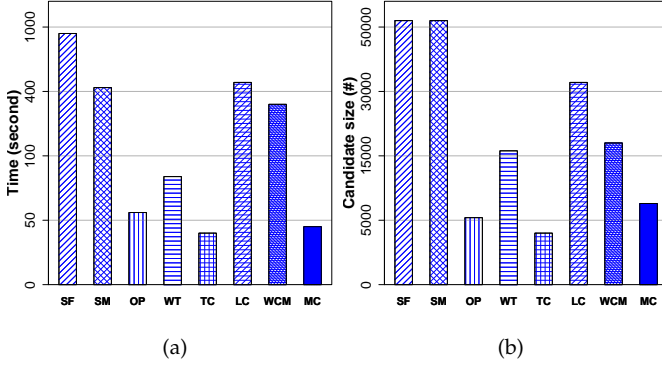 Time (second)
1000
400
100
50
0
SF SM OP WT TC LC WCM MC
(a)
Candidate size (#)
50000
30000
15000
5000
0
SF SM OP WT TC LC WCM MC
(b)